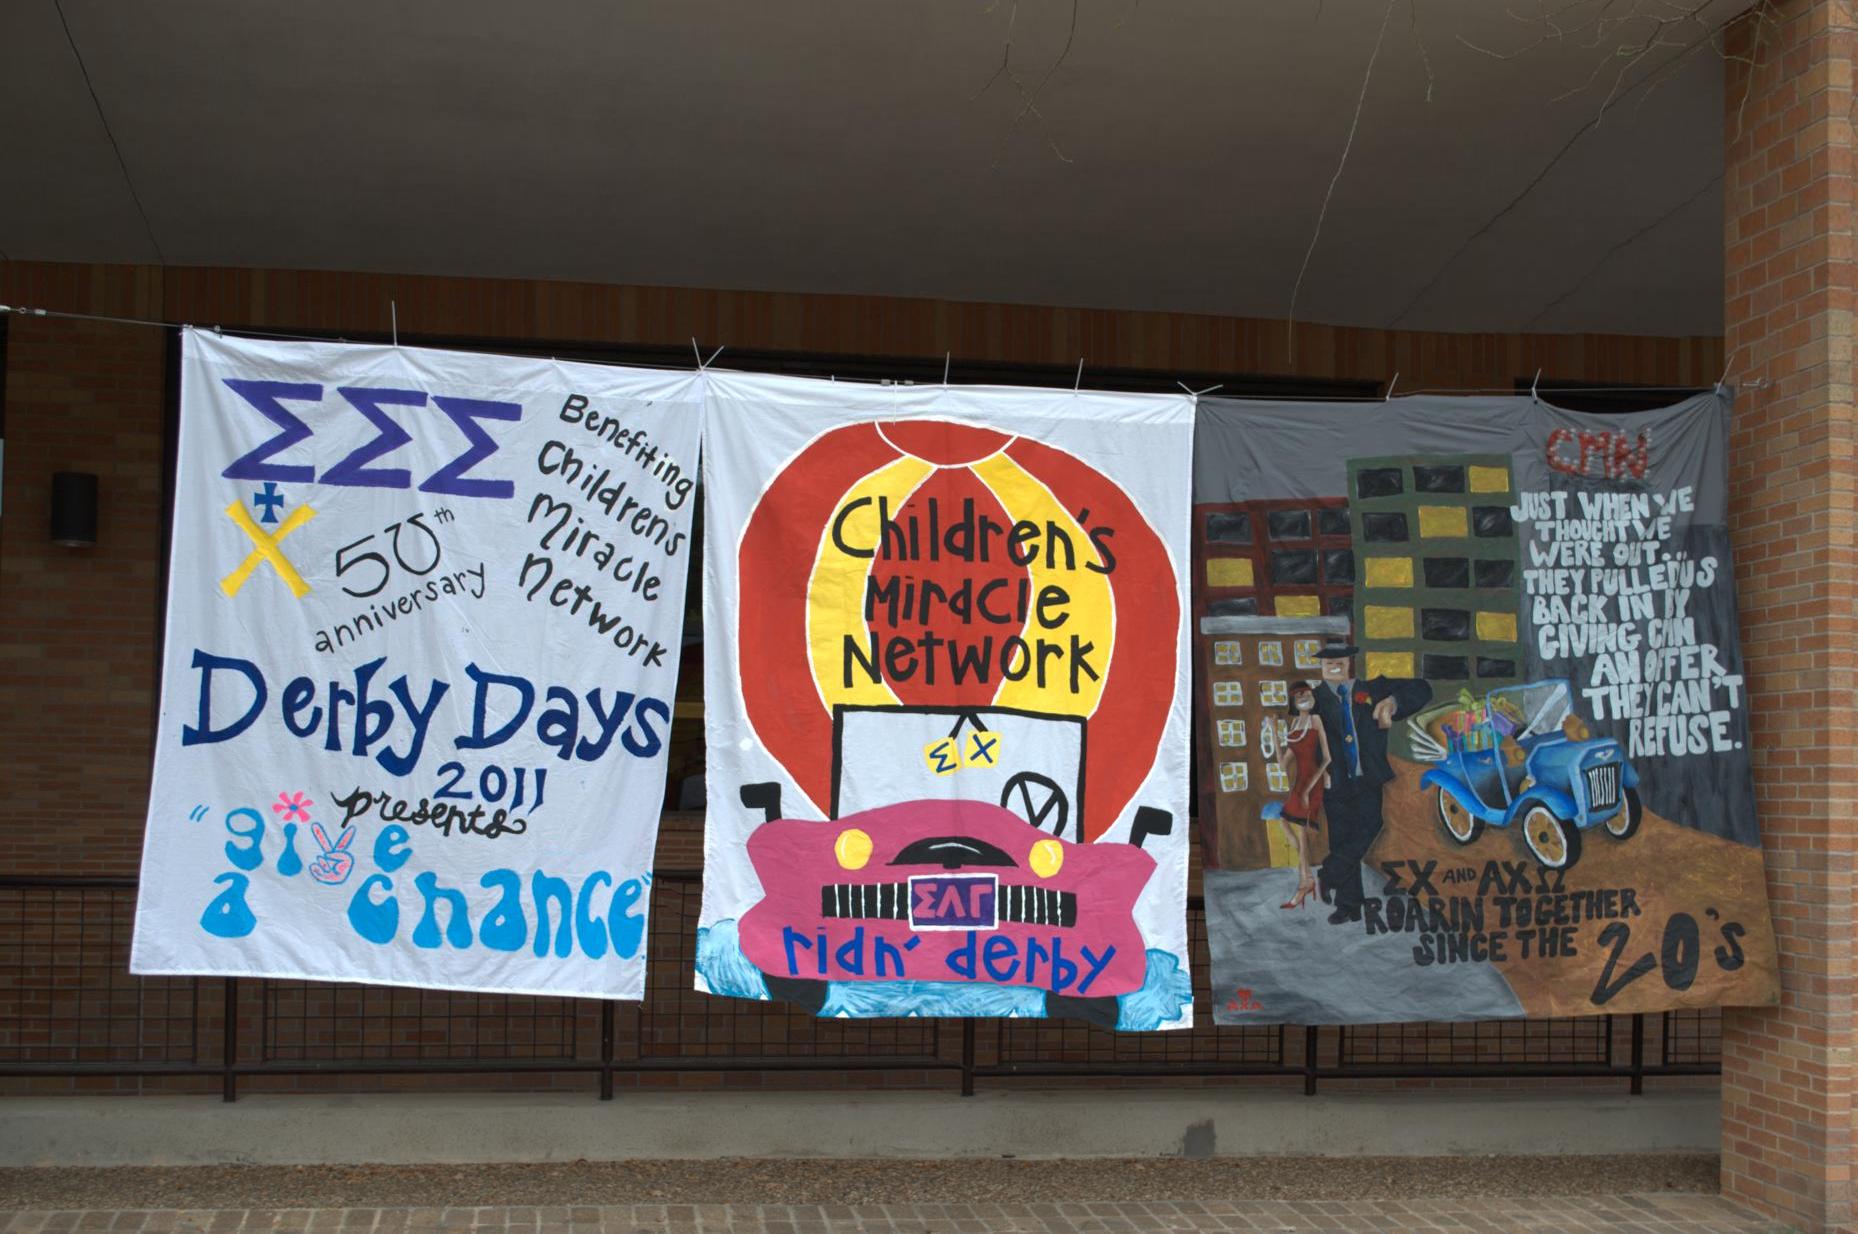 ΣΣΣ
Benefiting
Children's
Miracle
Network
X
50th
anniversary
Derby Days
2011
presents
"give
a chance"
Children's
Miracle
Network
Σ X
ΣΛΓ
ridn' derby
CMN
JUST WHEN WE
THOUGHT WE
WERE OUT...
THEY PULLED US
BACK IN BY
GIVING CMN
AN OFFER
THEY CAN'T
REFUSE.
ΣX AND AXΩ
ROARIN TOGETHER
SINCE THE 20's
AXΩ